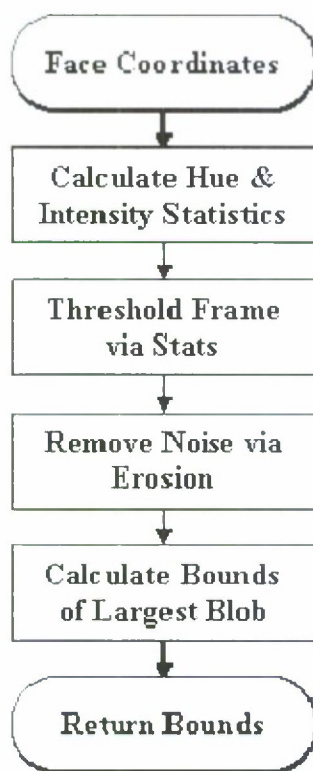 Face Coordinates
Calculate Hue &
Intensity Statistics
Threshold Frame
via Stats
Remove Noise via
Erosion
Calculate Bounds
of Largest Blob
Return Bounds